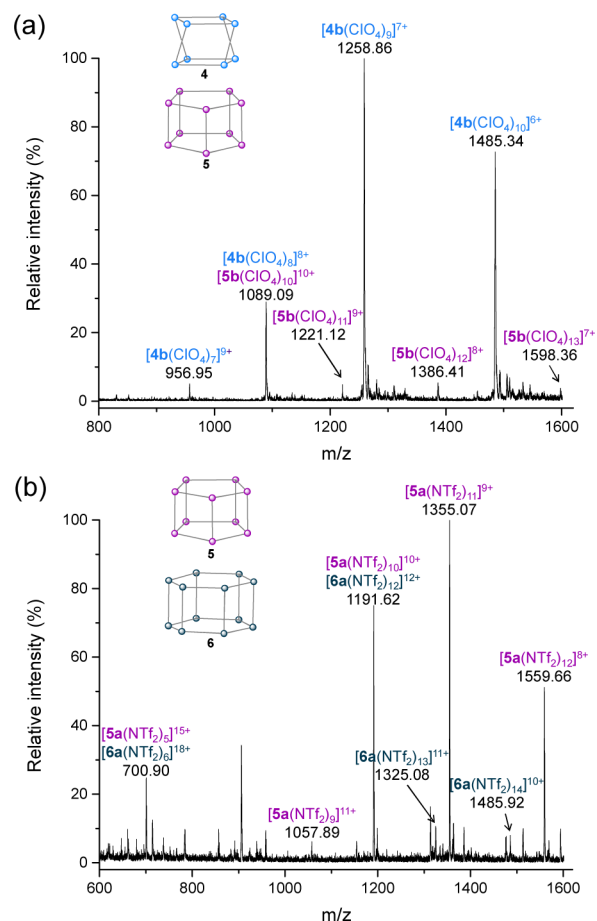 (a)
4
5
[4b(ClO4)9]7+
1258.86
[4b(ClO4)10]6+
1485.34
[4b(ClO4)8]8+
[5b(ClO4)10]10+
1089.09
[5b(ClO4)11]9+
1221.12
[4b(ClO4)7]9+
956.95
[5b(ClO4)12]8+
1386.41
[5b(ClO4)13]7+
1598.36
Relative intensity (%)
100
80
60
40
20
0
800 1000 1200 1400 1600
m/z
(b)
5
6
[5a(NTf2)11]9+
1355.07
[5a(NTf2)10]10+
[6a(NTf2)12]12+
1191.62
[5a(NTf2)12]8+
1559.66
[5a(NTf2)5]15+
[6a(NTf2)6]18+
700.90
[6a(NTf2)13]11+
1325.08
[6a(NTf2)14]10+
1485.92
[5a(NTf2)9]11+
1057.89
Relative intensity (%)
100
80
60
40
20
0
600 800 1000 1200 1400 1600
m/z